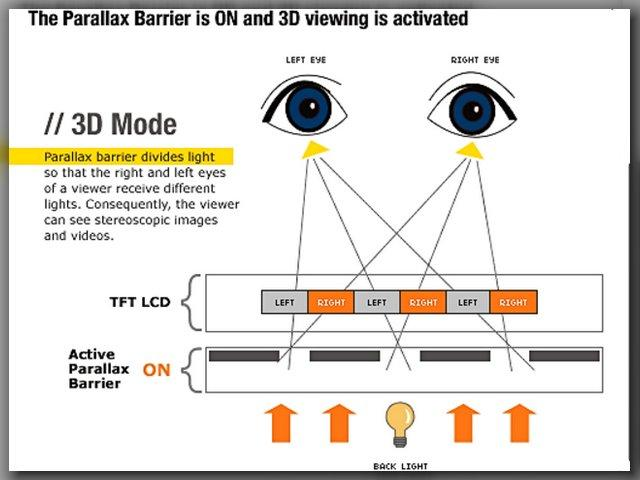 The Parallax Barrier is ON and 3D viewing is activated
LEFT EYE
RIGHT EYE
// 3D Mode
Parallax barrier divides light
so that the right and left eyes
of a viewer receive different
lights. Consequently, the viewer
can see stereoscopic images
and videos.
TFT LCD
LEFT RIGHT LEFT RIGHT LEFT RIGHT
Active
Parallax
Barrier
ON
BACK LIGHT